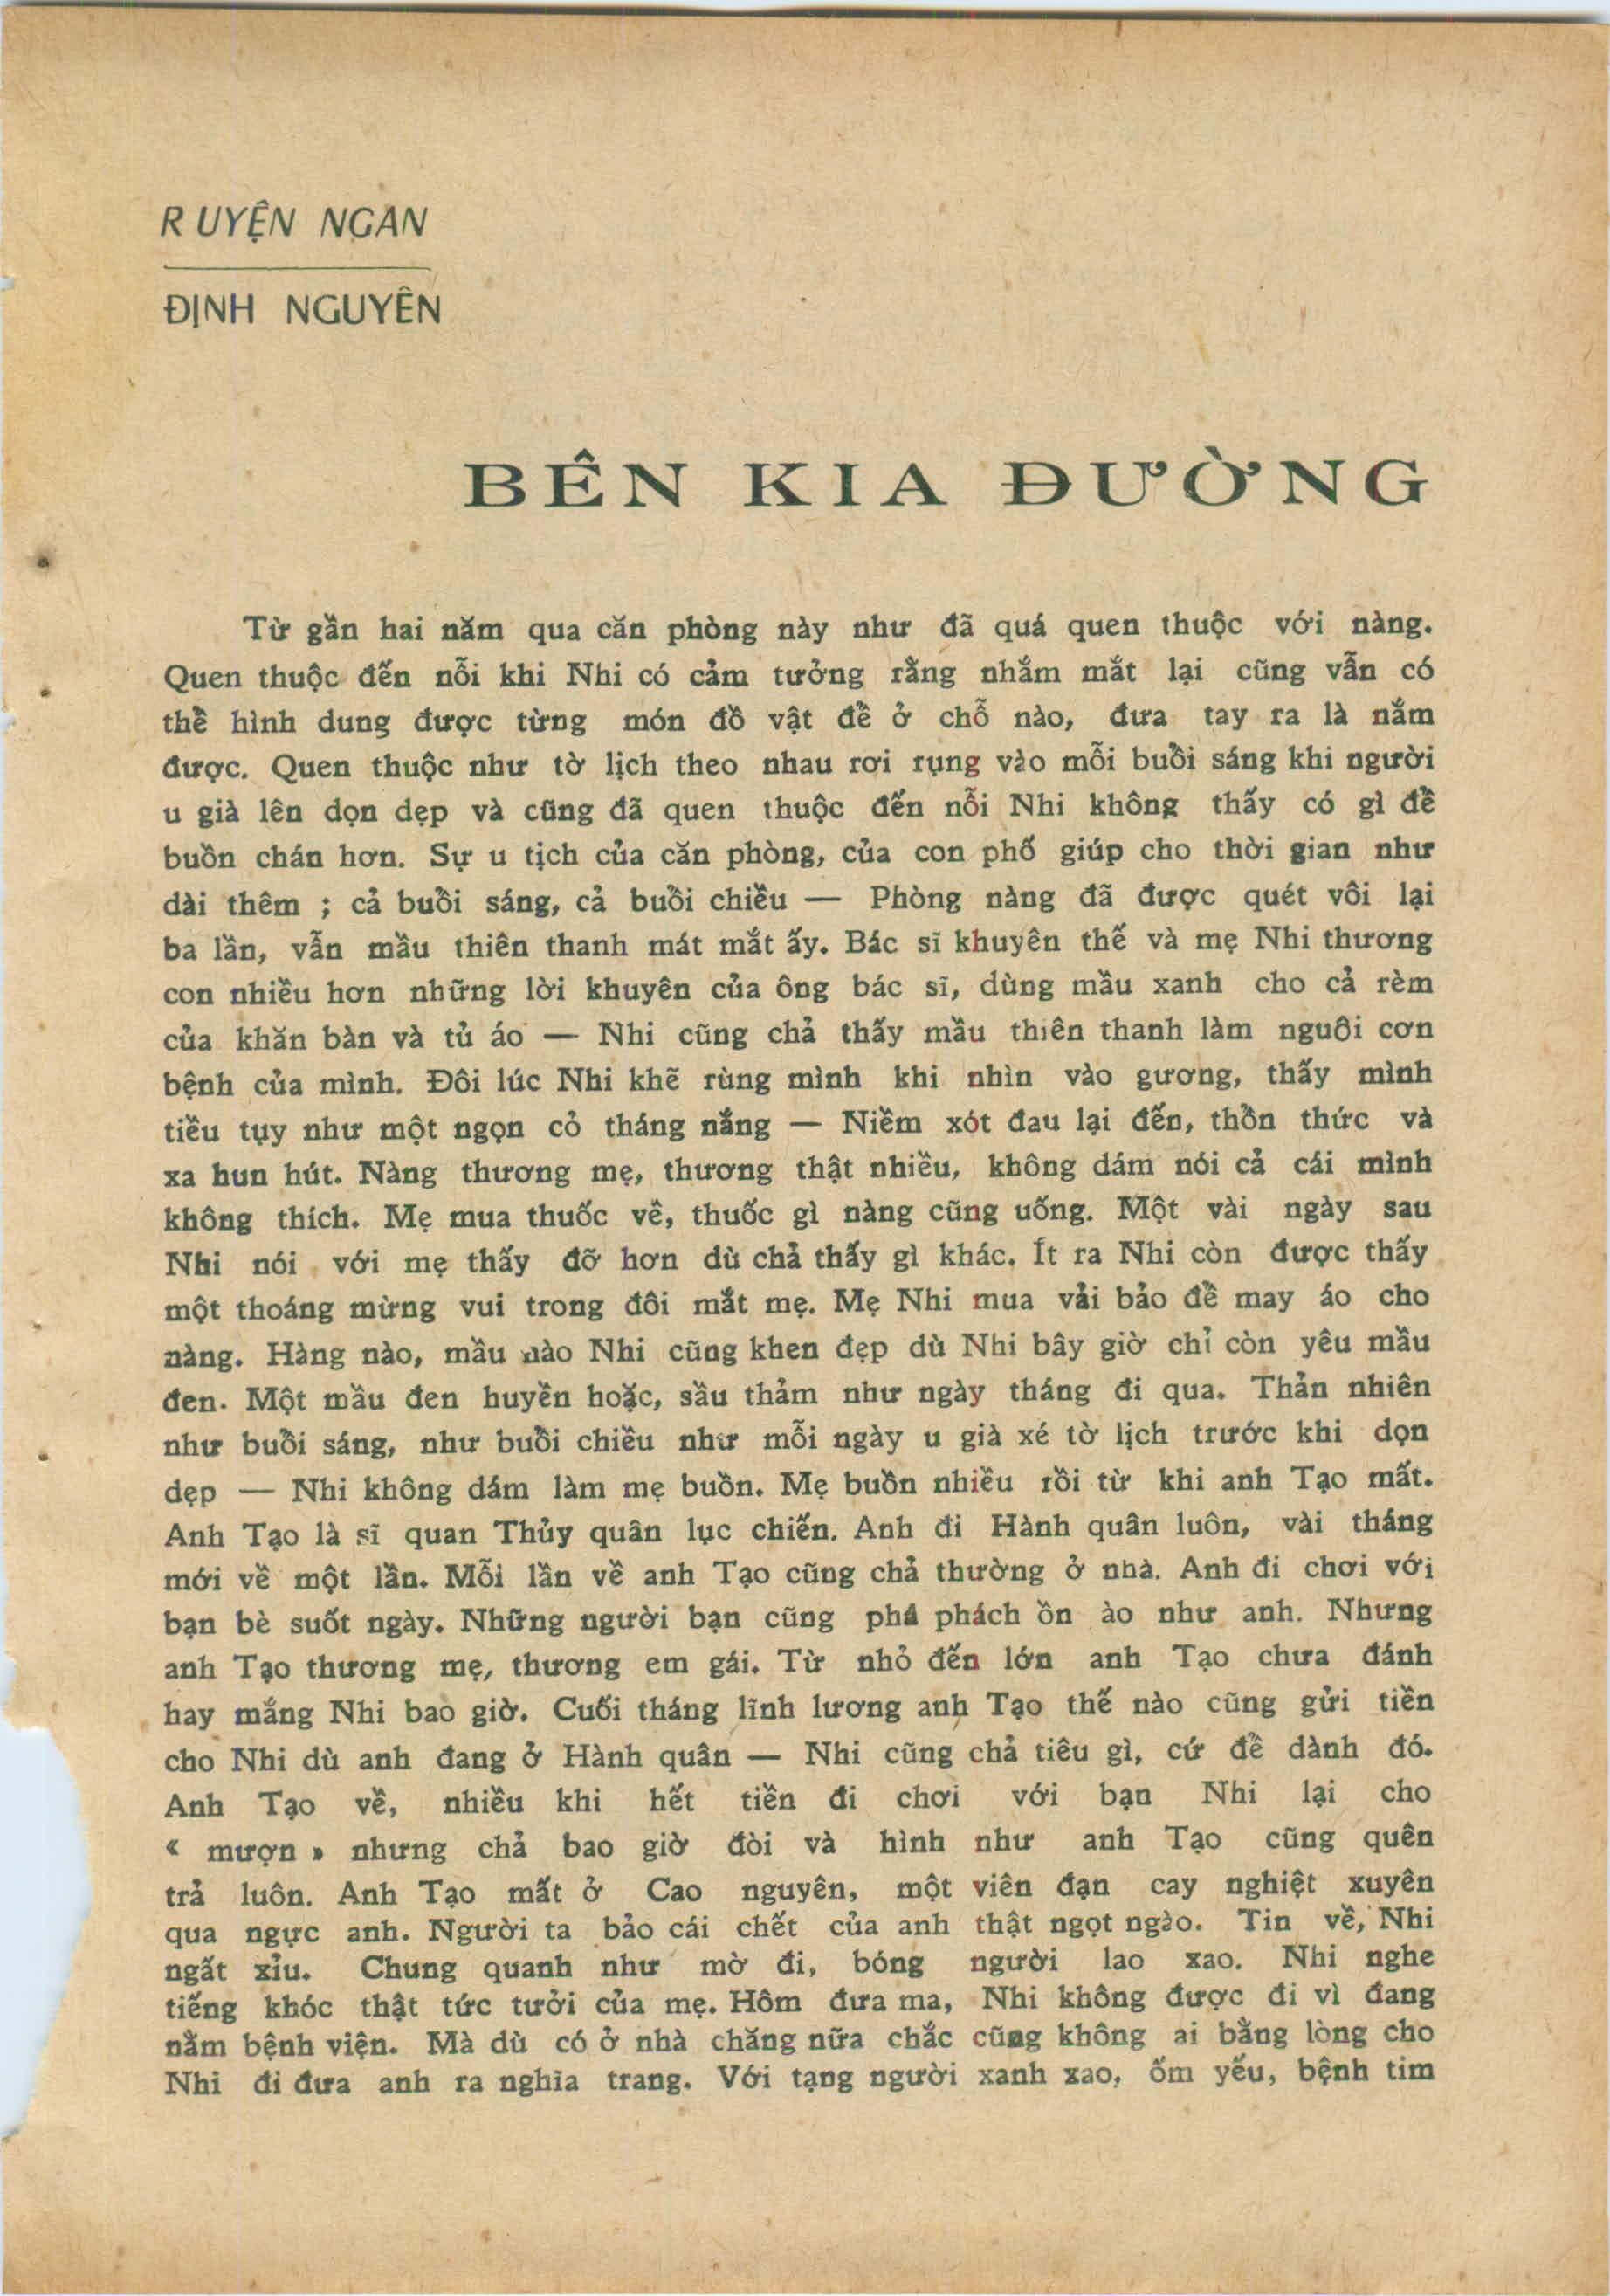 R UYỆN NGAN
ĐỊNH NGUYÊN
BÊN KIA ĐƯỜNG
Từ gần hai năm qua căn phòng này như đã quá quen thuộc với nàng.
Quen thuộc đến nỗi khi Nhi có cảm tưởng rằng nhắm mắt lại cũng vẫn có
thể hình dung được từng món đồ vật để ở chỗ nào, đưa tay ra là nắm
được. Quen thuộc như tờ lịch theo nhau rơi rụng vào mỗi buổi sáng khi người
u già lên dọn dẹp và cũng đã quen thuộc đến nỗi Nhi không thấy có gì để
buồn chán hơn. Sự u tịch của căn phòng, của con phố giúp cho thời gian như
dài thêm ; cả buổi sáng, cả buổi chiều — Phòng nàng đã được quét vôi lại
ba lần, vẫn mầu thiên thanh mát mắt ấy. Bác sĩ khuyên thế và mẹ Nhi thương
con nhiều hơn những lời khuyên của ông bác sĩ, dùng mầu xanh cho cả rèm
của khăn bàn và tủ áo — Nhi cũng chả thấy mầu thiên thanh làm nguôi cơn
bệnh của mình. Đôi lúc Nhi khẽ rùng mình khi nhìn vào gương, thấy mình
tiều tụy như một ngọn cỏ tháng nắng — Niềm xót đau lại đến, thổn thức và
xa hun hút. Nàng thương mẹ, thương thật nhiều, không dám nói cả cái mình
không thích. Mẹ mua thuốc về, thuốc gì nàng cũng uống. Một vài ngày sau
Nhi nói với mẹ thấy đỡ hơn dù chả thấy gì khác. Ít ra Nhi còn được thấy
một thoáng mừng vui trong đôi mắt mẹ. Mẹ Nhi mua vải bảo để may áo cho
nàng. Hàng nào, mầu nào Nhi cũng khen đẹp dù Nhi bây giờ chỉ còn yêu mầu
đen. Một mầu đen huyền hoặc, sầu thảm như ngày tháng đi qua. Thản nhiên
như buổi sáng, như buổi chiều như mỗi ngày u già xé tờ lịch trước khi dọn
dẹp — Nhi không dám làm mẹ buồn. Mẹ buồn nhiều rồi từ khi anh Tạo mất.
Anh Tạo là sĩ quan Thủy quân lục chiến. Anh đi Hành quân luôn, vài tháng
mới về một lần. Mỗi lần về anh Tạo cũng chả thường ở nhà. Anh đi chơi với
bạn bè suốt ngày. Những người bạn cũng phá phách ồn ào như anh. Nhưng
anh Tạo thương mẹ, thương em gái. Từ nhỏ đến lớn anh Tạo chưa đánh
hay mắng Nhi bao giờ. Cuối tháng lĩnh lương anh Tạo thế nào cũng gửi tiền
cho Nhi dù anh đang ở Hành quân — Nhi cũng chả tiêu gì, cứ để dành đó.
Anh Tạo về, nhiều khi hết tiền đi chơi với bạn Nhi lại cho
« mượn » nhưng chả bao giờ đòi và hình như anh Tạo cũng quên
trả luôn. Anh Tạo mất ở Cao nguyên, một viên đạn cay nghiệt xuyên
qua ngực anh. Người ta bảo cái chết của anh thật ngọt ngào. Tin về, Nhi
ngất xỉu. Chung quanh như mờ đi, bóng người lao xao. Nhi nghe
tiếng khóc thật tức tưởi của mẹ. Hôm đưa ma, Nhi không được đi vì đang
nằm bệnh viện. Mà dù có ở nhà chăng nữa chắc cũng không ai bằng lòng cho
Nhi đi đưa anh ra nghĩa trang. Với tạng người xanh xao, ốm yếu, bệnh tim